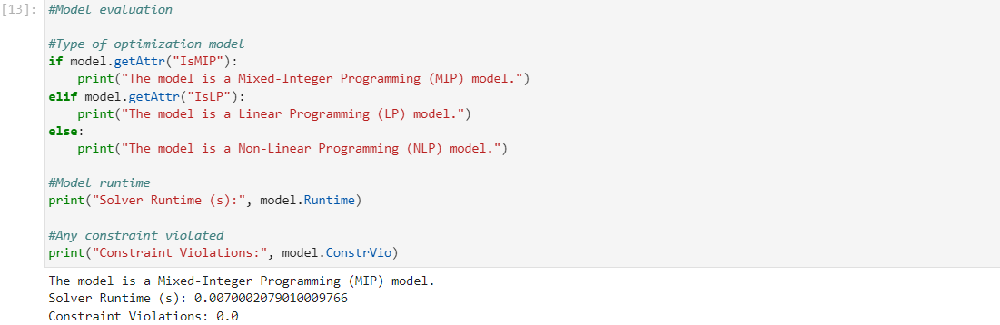 [13]: #Model evaluation
#Type of optimization model
if model.getAttr("IsMIP"):
    print("The model is a Mixed-Integer Programming (MIP) model.")
elif model.getAttr("IsLP"):
    print("The model is a Linear Programming (LP) model.")
else:
    print("The model is a Non-Linear Programming (NLP) model.")
#Model runtime
print("Solver Runtime (s):", model.Runtime)
#Any constraint violated
print("Constraint Violations:", model.ConstrVio)
The model is a Mixed-Integer Programming (MIP) model.
Solver Runtime (s): 0.0070002079010009766
Constraint Violations: 0.0